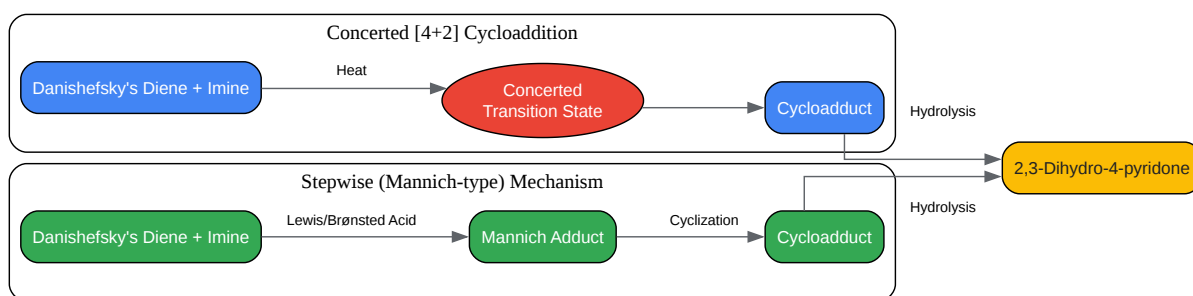 Concerted [4+2] Cycloaddition
Danishefsky's Diene + Imine
Heat
Concerted
Transition State
Cycloadduct
Hydrolysis
2,3-Dihydro-4-pyridone
Stepwise (Mannich-type) Mechanism
Danishefsky's Diene + Imine
Lewis/Brønsted Acid
Mannich Adduct
Cyclization
Cycloadduct
Hydrolysis